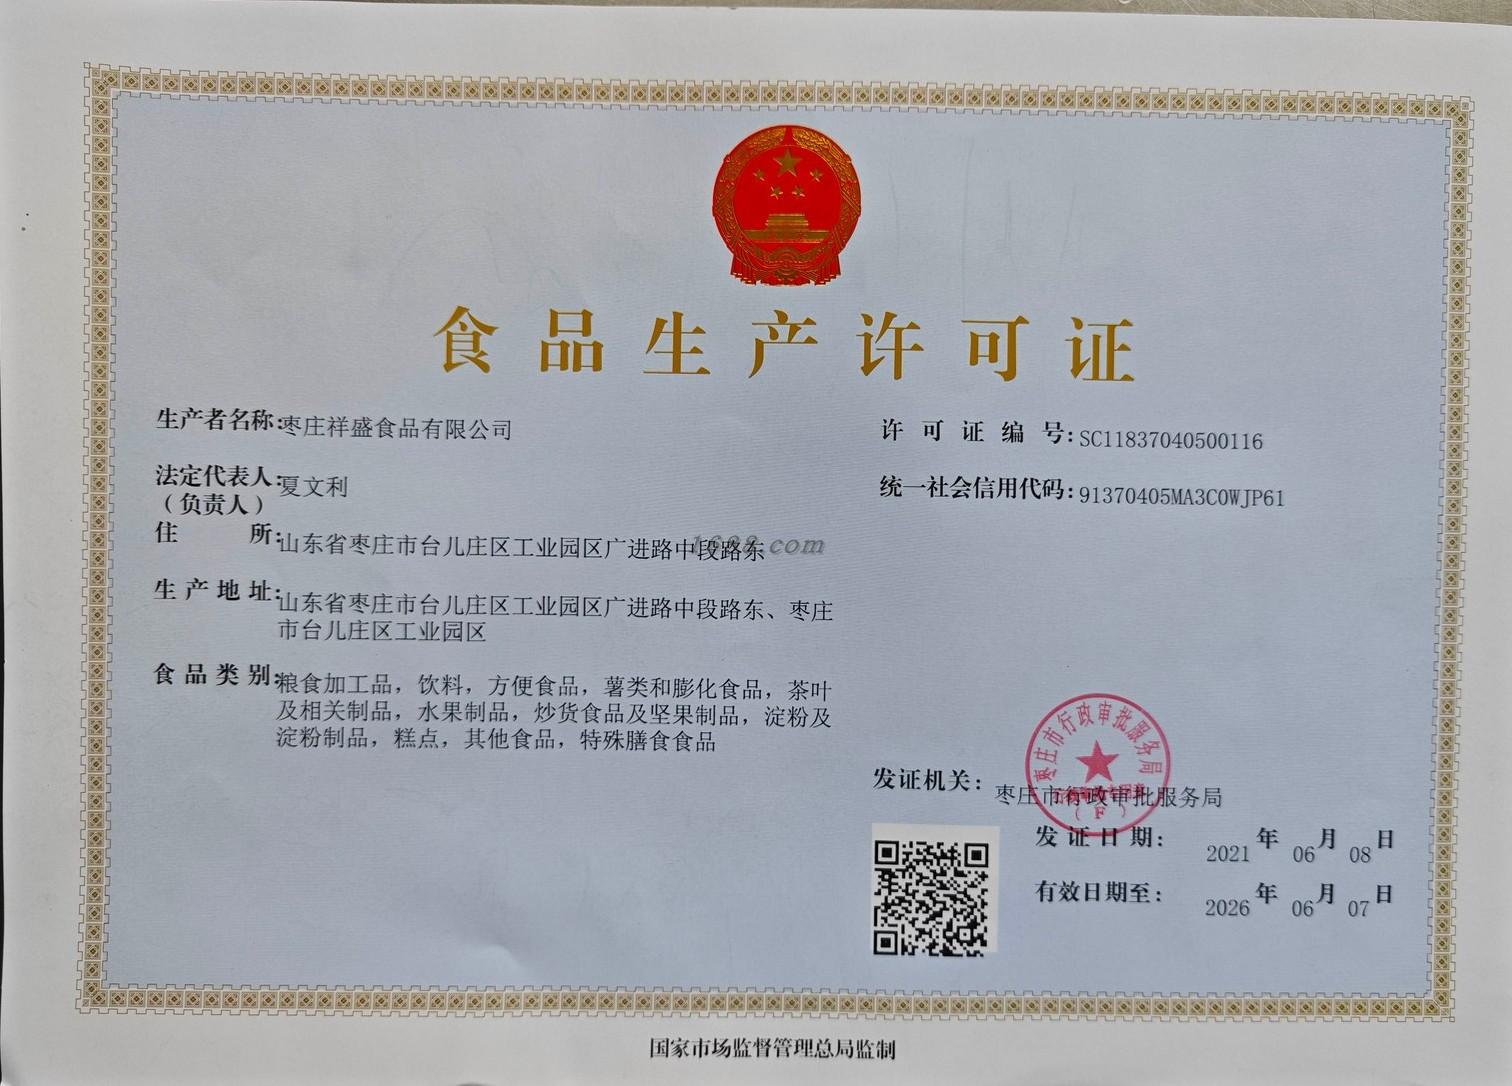 食品生产许可证
生产者名称：枣庄祥盛食品有限公司
许可证编号：SC11837040500116
法定代表人：夏文利
（负责人）
统一社会信用代码：91370405MA3C0WJP61
住所：山东省枣庄市台儿庄区工业园区广进路中段路东
1688.com
生产地址：山东省枣庄市台儿庄区工业园区广进路中段路东、枣庄
市台儿庄区工业园区
食品类别：粮食加工品，饮料，方便食品，薯类和膨化食品，茶叶
及相关制品，水果制品，炒货食品及坚果制品，淀粉及
淀粉制品，糕点，其他食品，特殊膳食食品
枣庄市行政审批服务局
（F）
发证机关：枣庄市行政审批服务局
发证日期：2021年06月08日
有效日期至：2026年06月07日
国家市场监督管理总局监制